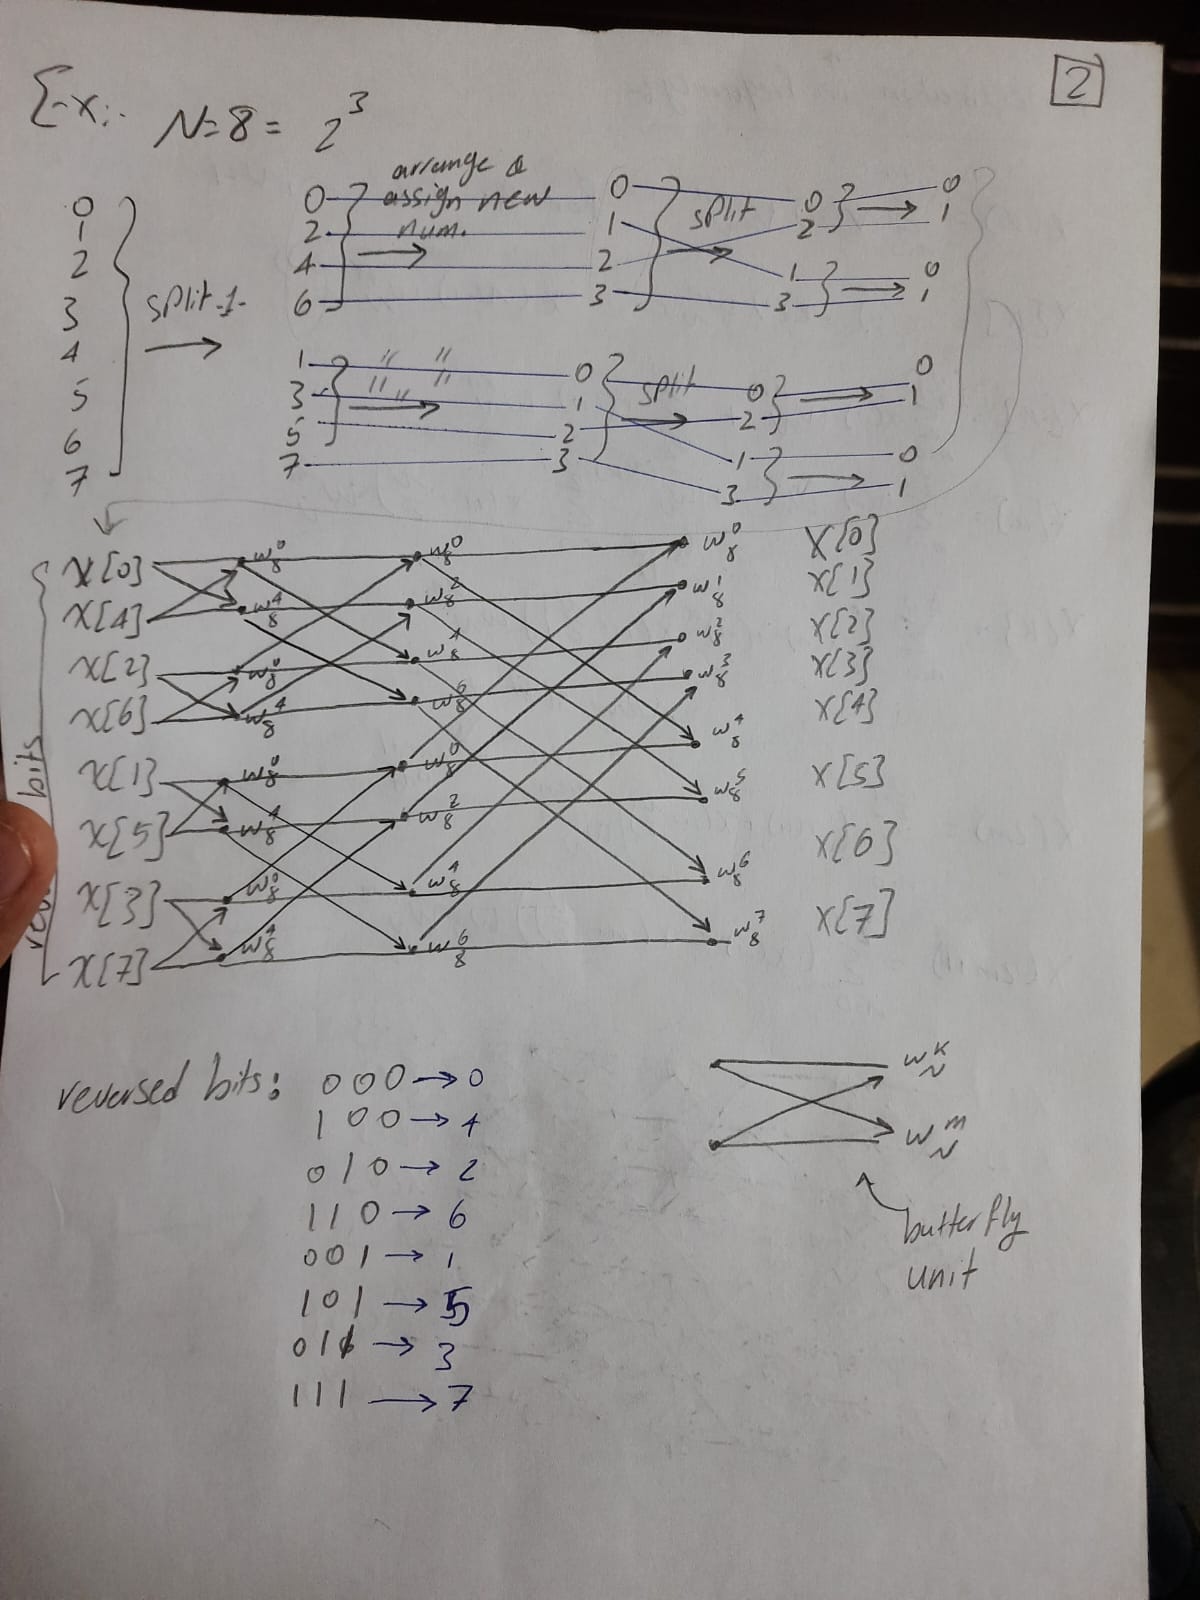 2
Ex:-
N=8= 2^3
0
1
2
3
4
5
6
7
split-1-
0
2
4
6
arrange &
assign new
num.
0
1
2
3
split
0
2
1
3
0
1
0
1
1
3
5
7
" "
" "
0
1
2
3
split
0
2
1
3
0
1
0
1
x[0] w_8^0 w_8^0 w_8^0 X[0]
x[4] w_8^4 w_8^2 w_8^1 X[1]
x[2] w_8^0 w_8^4 w_8^2 X[2]
x[6] w_8^4 w_8^6 w_8^3 X[3]
x[1] w_8^0 w_8^0 w_8^4 X[4]
x[5] w_8^4 w_8^2 w_8^5 X[5]
x[3] w_8^0 w_8^4 w_8^6 X[6]
x[7] w_8^4 w_8^6 w_8^7 X[7]
bits
reversed bits:
000 → 0
100 → 4
010 → 2
110 → 6
001 → 1
101 → 5
011 → 3
111 → 7
w_N^k
w_N^m
butterfly
unit